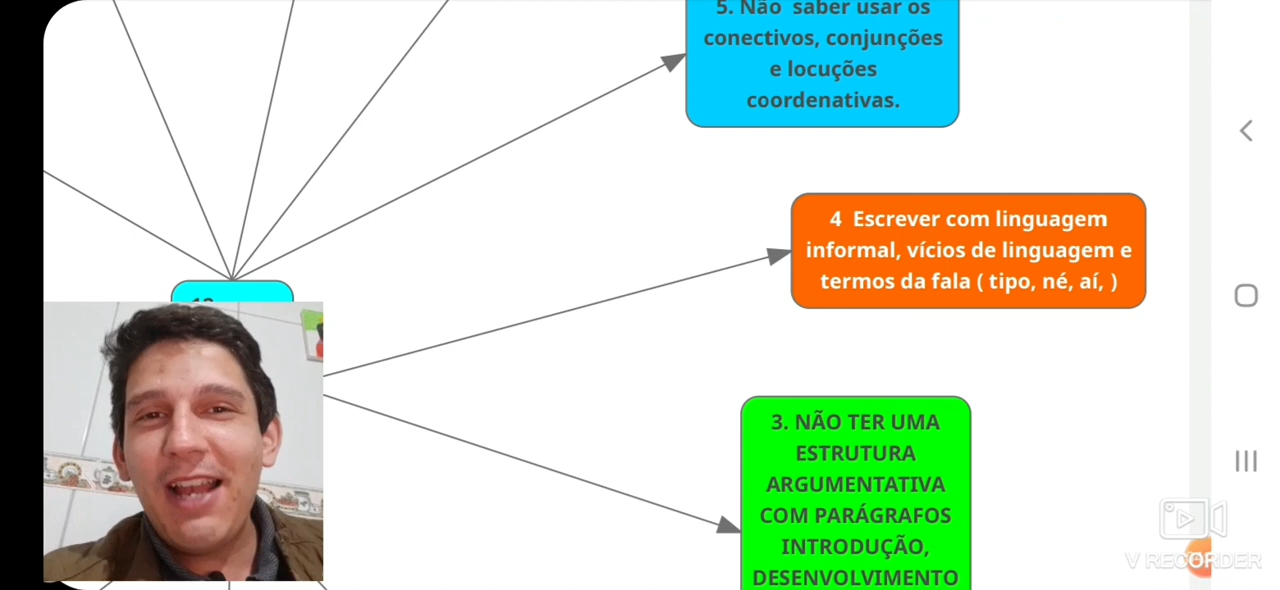 5. Não saber usar os
conectivos, conjunções
e locuções
coordenativas.
4 Escrever com linguagem
informal, vícios de linguagem e
termos da fala ( tipo, né, aí, )
3. NÃO TER UMA
ESTRUTURA
ARGUMENTATIVA
COM PARÁGRAFOS
INTRODUÇÃO,
DESENVOLVIMENTO
V RECORDER